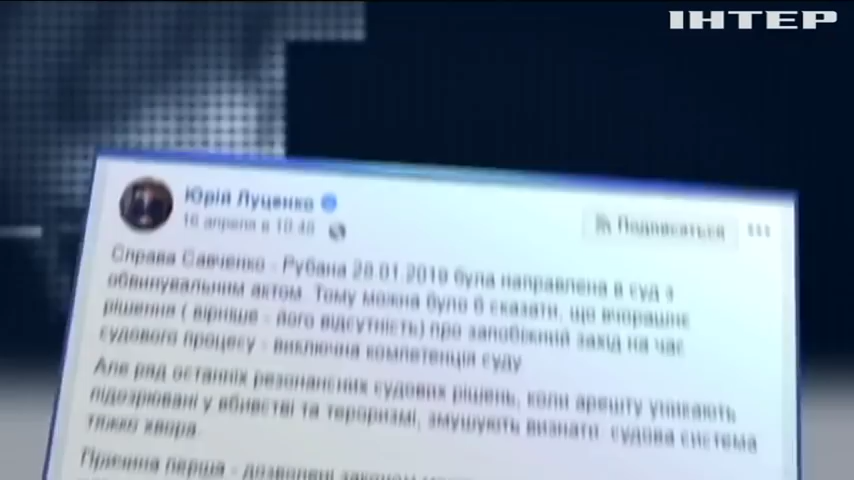 ІНТЕР
Юрій Луценко
16 апреля в 10:48
Подписаться
Справа Савченко - Рубана 28.01.2019 була направлена в суд з
обвинувальним актом. Тому можна було б сказати, що вчорашнє
рішення ( вірніше - його відсутність) про запобіжний захід на час
судового процесу - виключна компетенція суду
Але ряд останніх резонансних судових рішень, коли арешту уникають
підозрювані у вбивстві та тероризмі, змушують визнати судова система
тяжко хвора.
Причина перша - дозволені законом